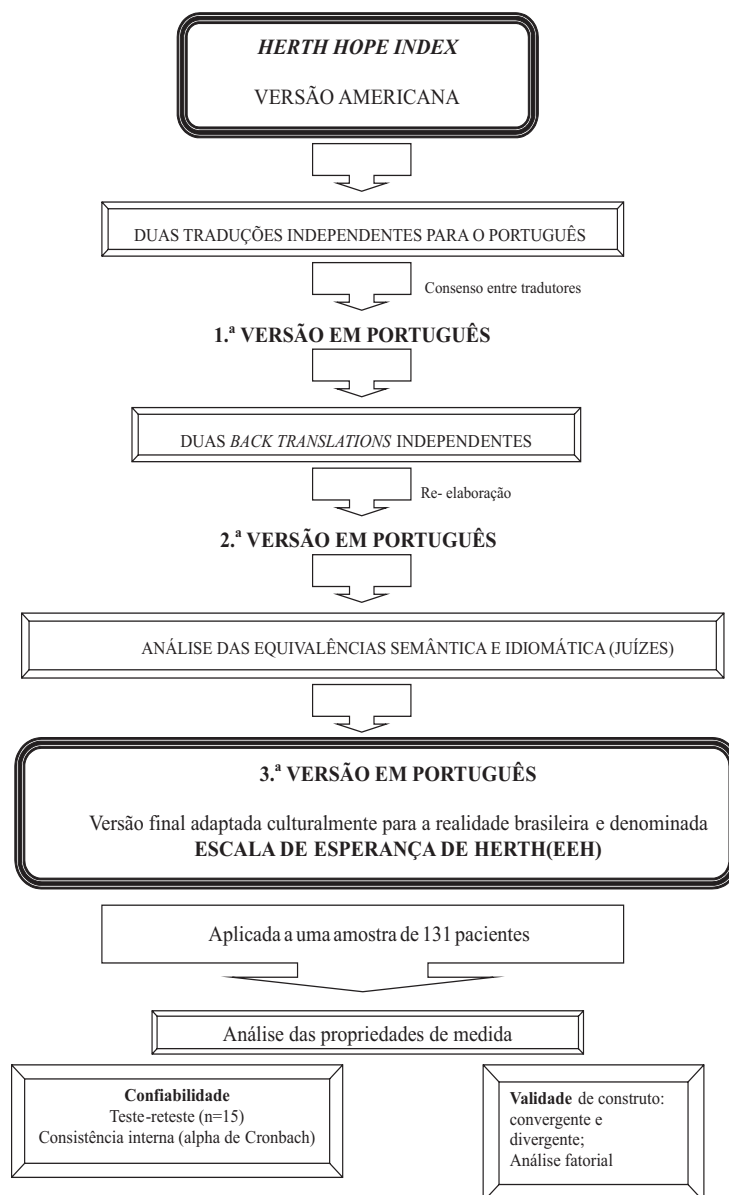 HERTH HOPE INDEX
VERSÃO AMERICANA
DUAS TRADUÇÕES INDEPENDENTES PARA O PORTUGUÊS
Consenso entre tradutores
1.ª VERSÃO EM PORTUGUÊS
DUAS BACK TRANSLATIONS INDEPENDENTES
Re- elaboração
2.ª VERSÃO EM PORTUGUÊS
ANÁLISE DAS EQUIVALÊNCIAS SEMÂNTICA E IDIOMÁTICA (JUÍZES)
3.ª VERSÃO EM PORTUGUÊS
Versão final adaptada culturalmente para a realidade brasileira e denominada
ESCALA DE ESPERANÇA DE HERTH(EEH)
Aplicada a uma amostra de 131 pacientes
Análise das propriedades de medida
Confiabilidade
Teste-reteste (n=15)
Consistência interna (alpha de Cronbach)
Validade de construto:
convergente e
divergente;
Análise fatorial